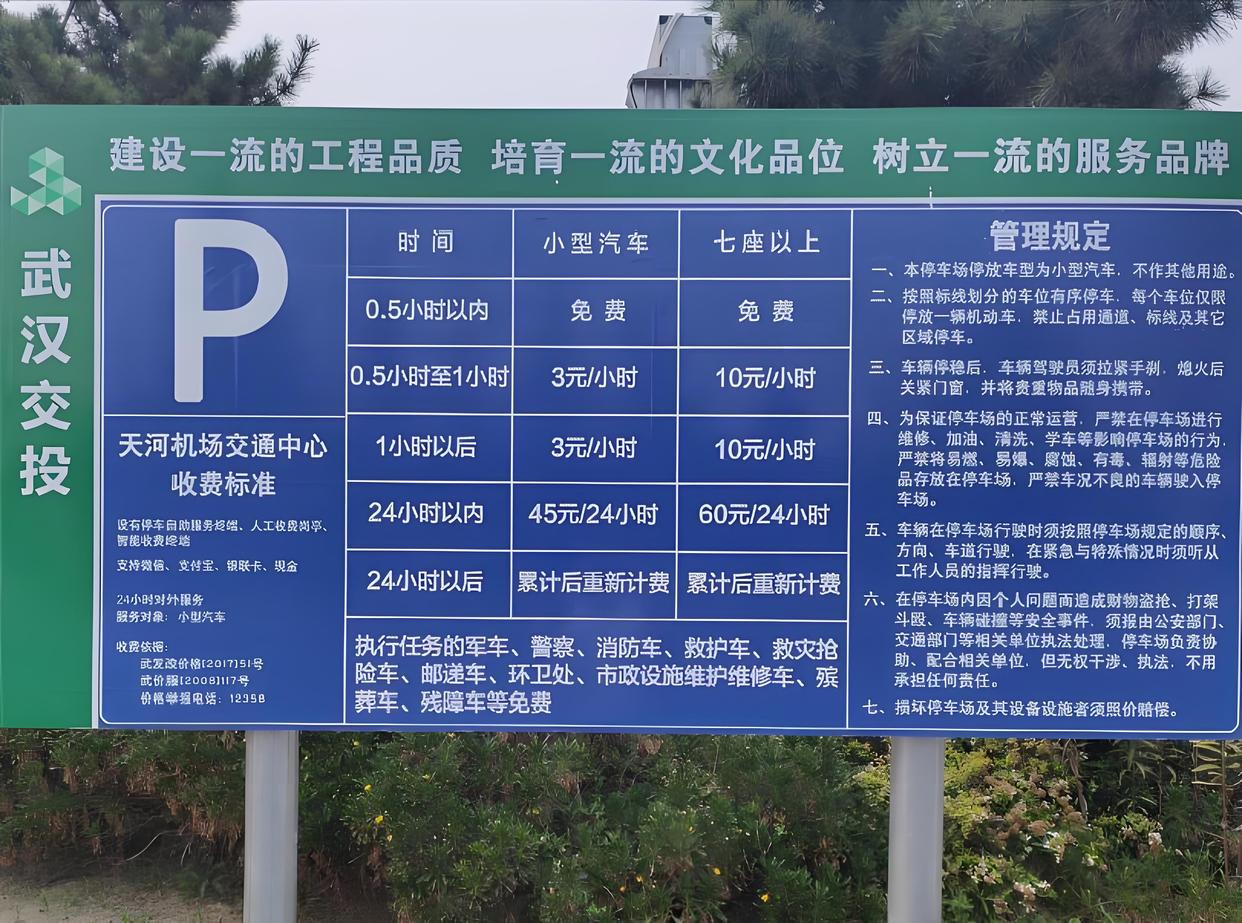 建设一流的工程品质 培育一流的文化品位 树立一流的服务品牌
武汉交投
P
天河机场交通中心
收费标准
设有停车自助服务终端、人工收费岗亭、
智能收费终端
支持微信、支付宝、银联卡、现金
24小时对外服务
服务对象：小型汽车
收费依据：
武发改价格[2017]51号
武价服[2008]117号
价格举报电话：12358
时间 小型汽车 七座以上
0.5小时以内 免费 免费
0.5小时至1小时 3元/小时 10元/小时
1小时以后 3元/小时 10元/小时
24小时以内 45元/24小时 60元/24小时
24小时以后 累计后重新计费 累计后重新计费
执行任务的军车、警察、消防车、救护车、救灾抢
险车、邮递车、环卫处、市政设施维护维修车、殡
葬车、残障车等免费
管理规定
一、本停车场停放车型为小型汽车，不作其他用途。
二、按照标线划分的车位有序停车，每个车位仅限
停放一辆机动车，禁止占用通道、标线及其它
区域停车。
三、车辆停稳后，车辆驾驶员须拉紧手刹，熄火后
关紧门窗，并将贵重物品随身携带。
四、为保证停车场的正常运营，严禁在停车场进行
维修、加油、清洗、学车等影响停车场的行为，
严禁将易燃、易爆、腐蚀、有毒、辐射等危险
品存放在停车场，严禁车况不良的车辆驶入停
车场。
五、车辆在停车场行驶时须按照停车场规定的顺序、
方向、车道行驶，在紧急与特殊情况时须听从
工作人员的指挥行驶。
六、在停车场内因个人问题而造成财物盗抢、打架
斗殴、车辆碰撞等安全事件，须报由公安部门、
交通部门等相关单位执法处理，停车场负责协
助、配合相关单位，但无权干涉、执法，不用
承担任何责任。
七、损坏停车场及其设备设施者须照价赔偿。